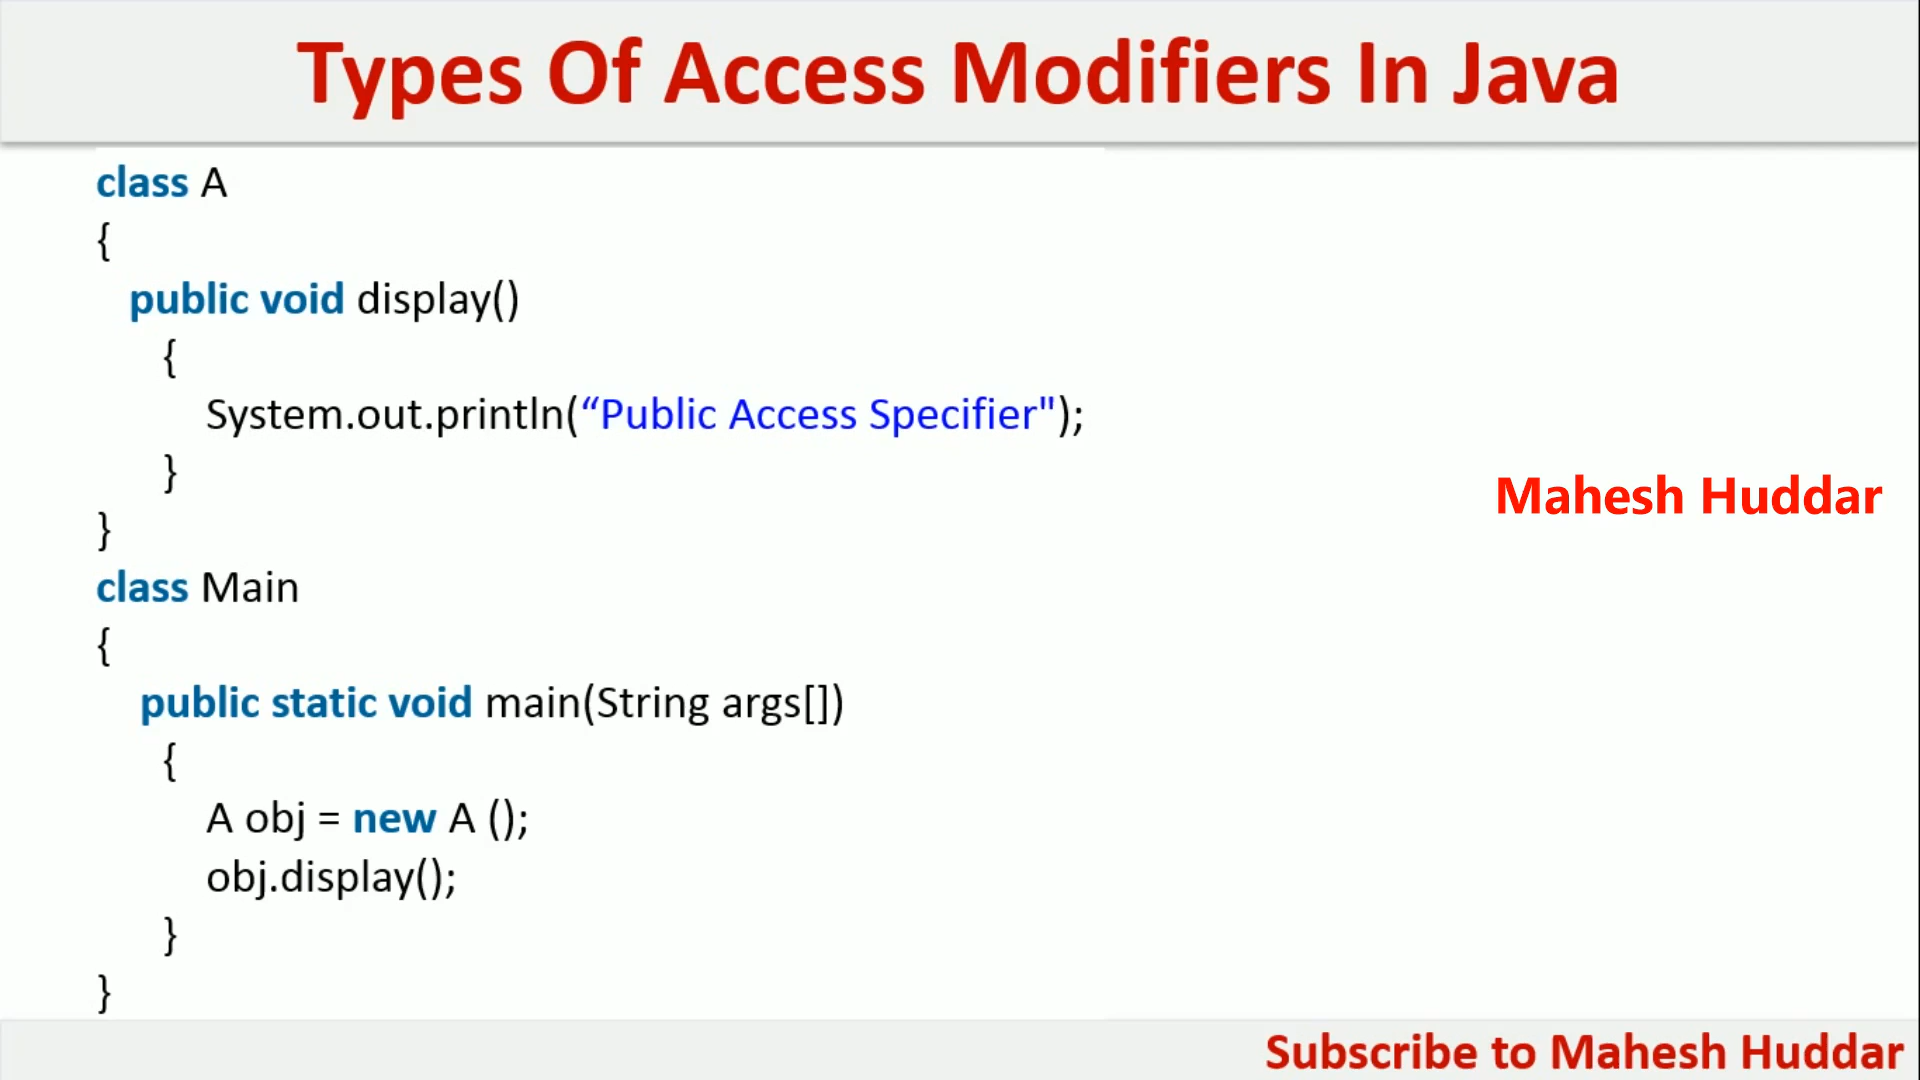 Types Of Access Modifiers In Java
class A
{
public void display()
{
System.out.println(“Public Access Specifier");
}
}
Mahesh Huddar
class Main
{
public static void main(String args[])
{
A obj = new A ();
obj.display();
}
}
Subscribe to Mahesh Huddar